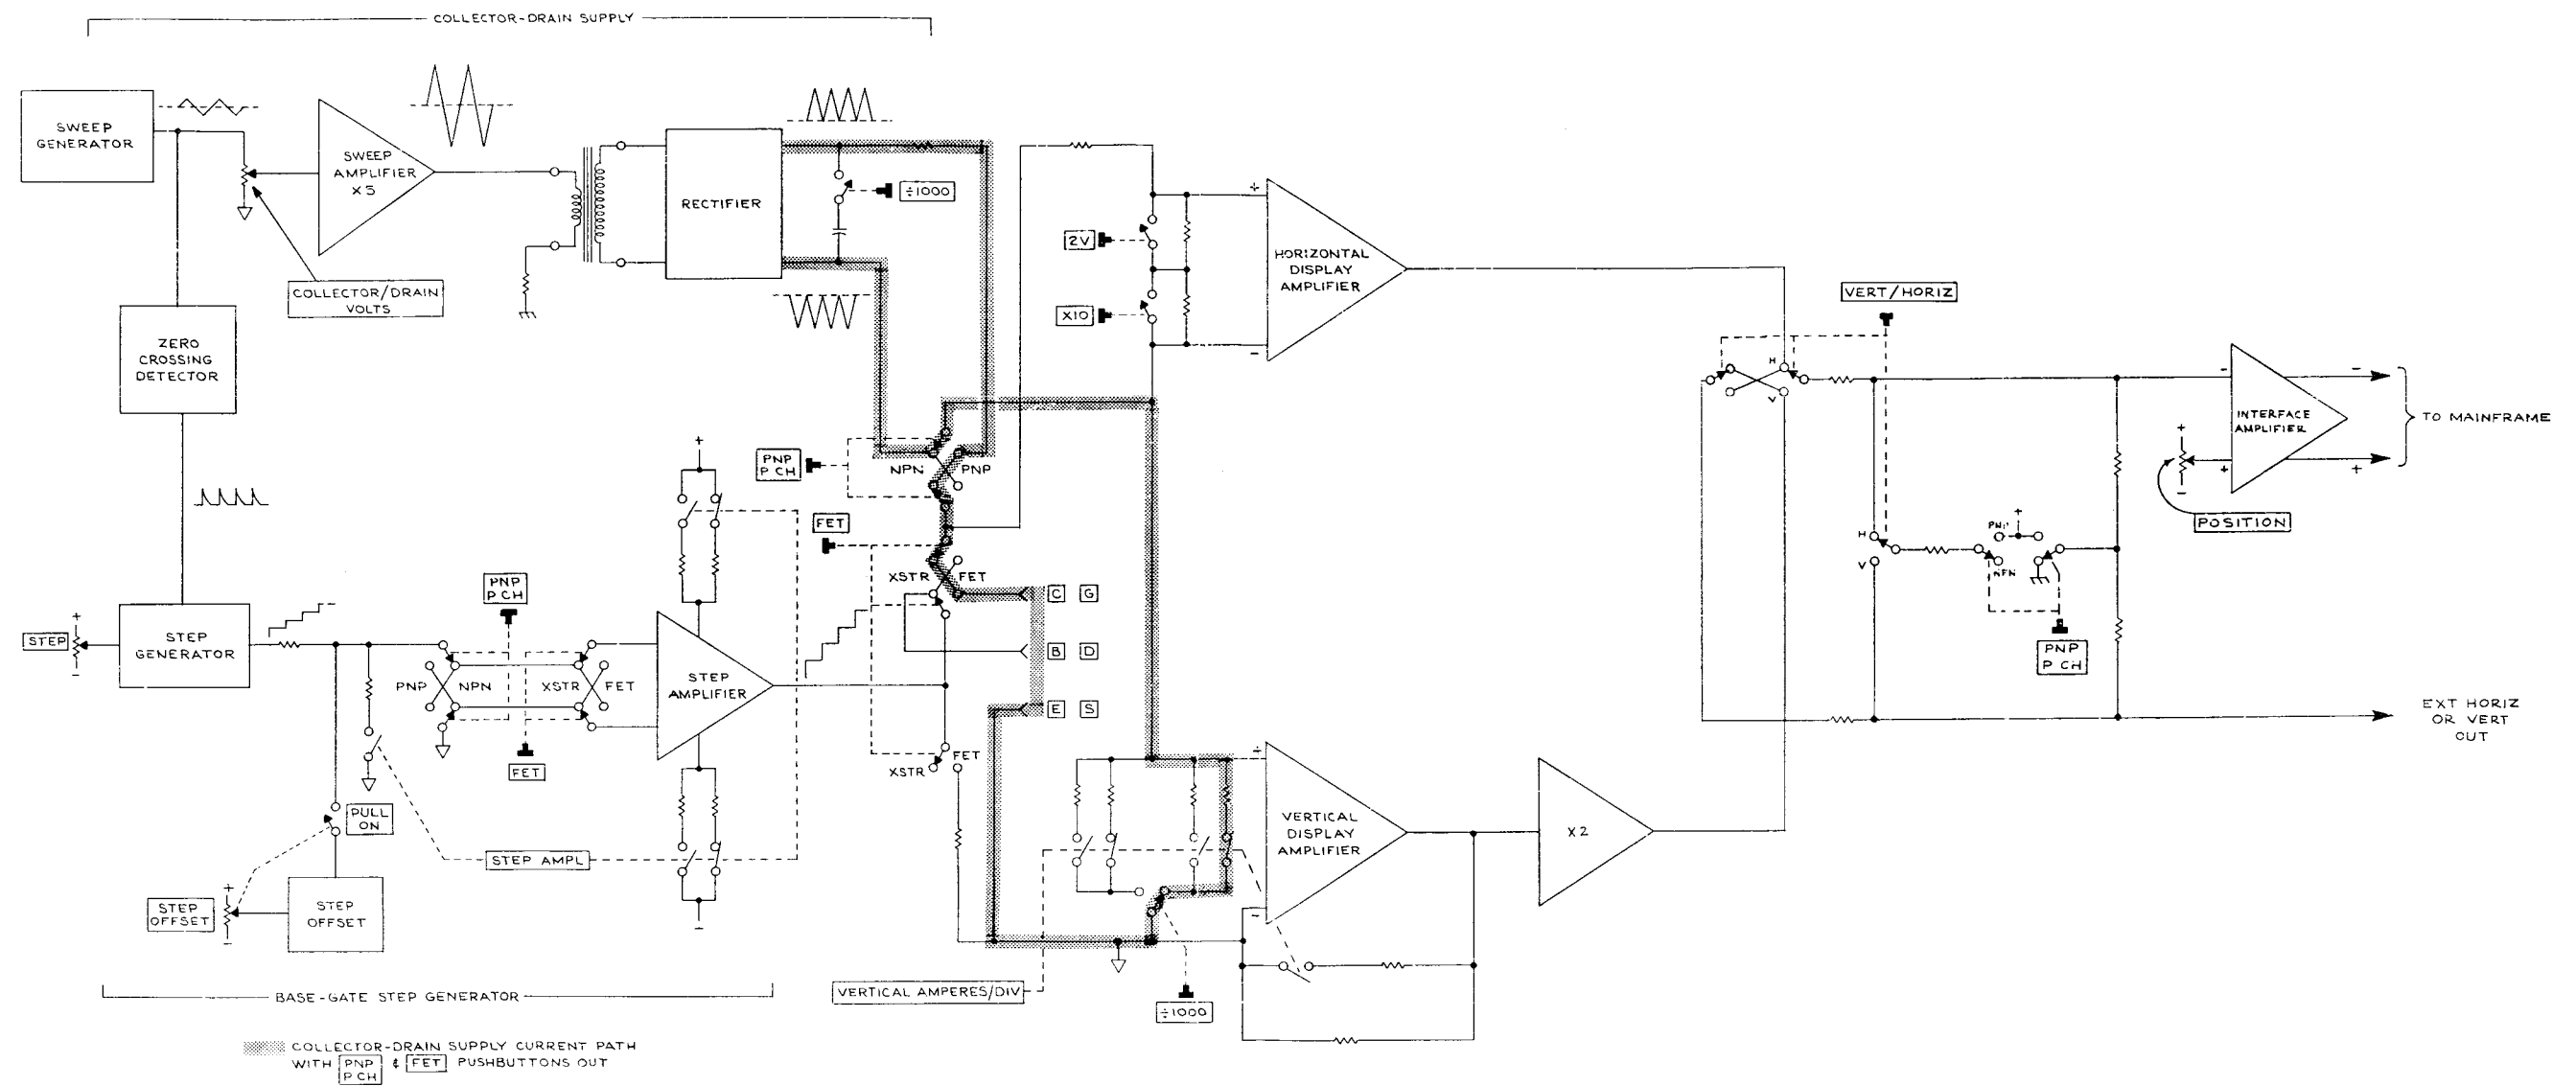 COLLECTOR-DRAIN SUPPLY
SWEEP
GENERATOR
SWEEP
AMPLIFIER
X5
COLLECTOR/DRAIN
VOLTS
RECTIFIER
÷1000
2V
X10
+
-
HORIZONTAL
DISPLAY
AMPLIFIER
ZERO
CROSSING
DETECTOR
VERT/HORIZ
H
V
-
+
INTERFACE
AMPLIFIER
-
+
TO MAINFRAME
+
-
POSITION
H
V
PNP
+
NPN
PNP
P CH
EXT HORIZ
OR VERT
OUT
PNP
P CH
NPN
PNP
FET
XSTR
FET
C
G
B
D
E
S
FET
XSTR
STEP
+
-
STEP
GENERATOR
PNP
P CH
PNP
NPN
XSTR
FET
FET
+
STEP
AMPLIFIER
-
PULL
ON
STEP AMPL
STEP
OFFSET
+
-
STEP
OFFSET
+
-
VERTICAL
DISPLAY
AMPLIFIER
X2
VERTICAL AMPERES/DIV
÷1000
BASE-GATE STEP GENERATOR
COLLECTOR-DRAIN SUPPLY CURRENT PATH
WITH PNP P CH & FET PUSHBUTTONS OUT